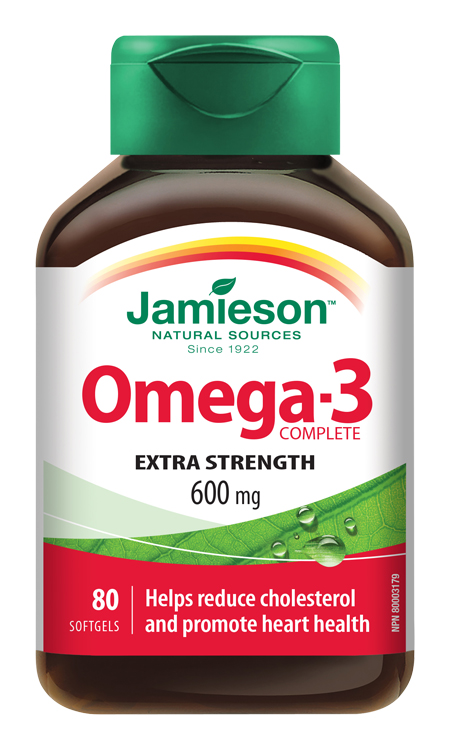 Jamieson™
NATURAL SOURCES
Since 1922
Omega-3
COMPLETE
EXTRA STRENGTH
600 mg
80
SOFTGELS
Helps reduce cholesterol
and promote heart health
NPN 80003179